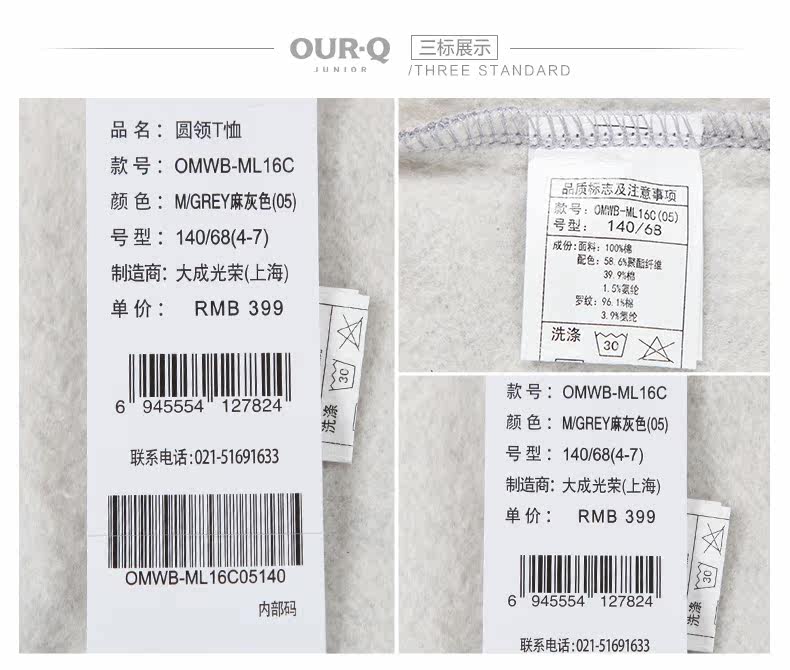 OUR·Q
JUNIOR
三标展示
/THREE STANDARD
品名：圆领T恤
款号：OMWB-ML16C
颜色：M/GREY麻灰色(05)
号型：140/68(4-7)
制造商：大成光荣(上海)
单价：RMB 399
6 945554 127824
联系电话：021-51691633
OMWB-ML16C05140
内部码
30
洗涤
品质标志及注意事项
款号：OMWB-ML16C(05)
号型：140/68
成份：面料：100%棉
配色：58.6%聚酯纤维
39.9%棉
1.5%氨纶
罗纹：96.1%棉
3.9%氨纶
洗涤
30
款号：OMWB-ML16C
颜色：M/GREY麻灰色(05)
号型：140/68(4-7)
制造商：大成光荣(上海)
单价：RMB 399
6 945554 127824
联系电话：021-51691633
30
洗涤